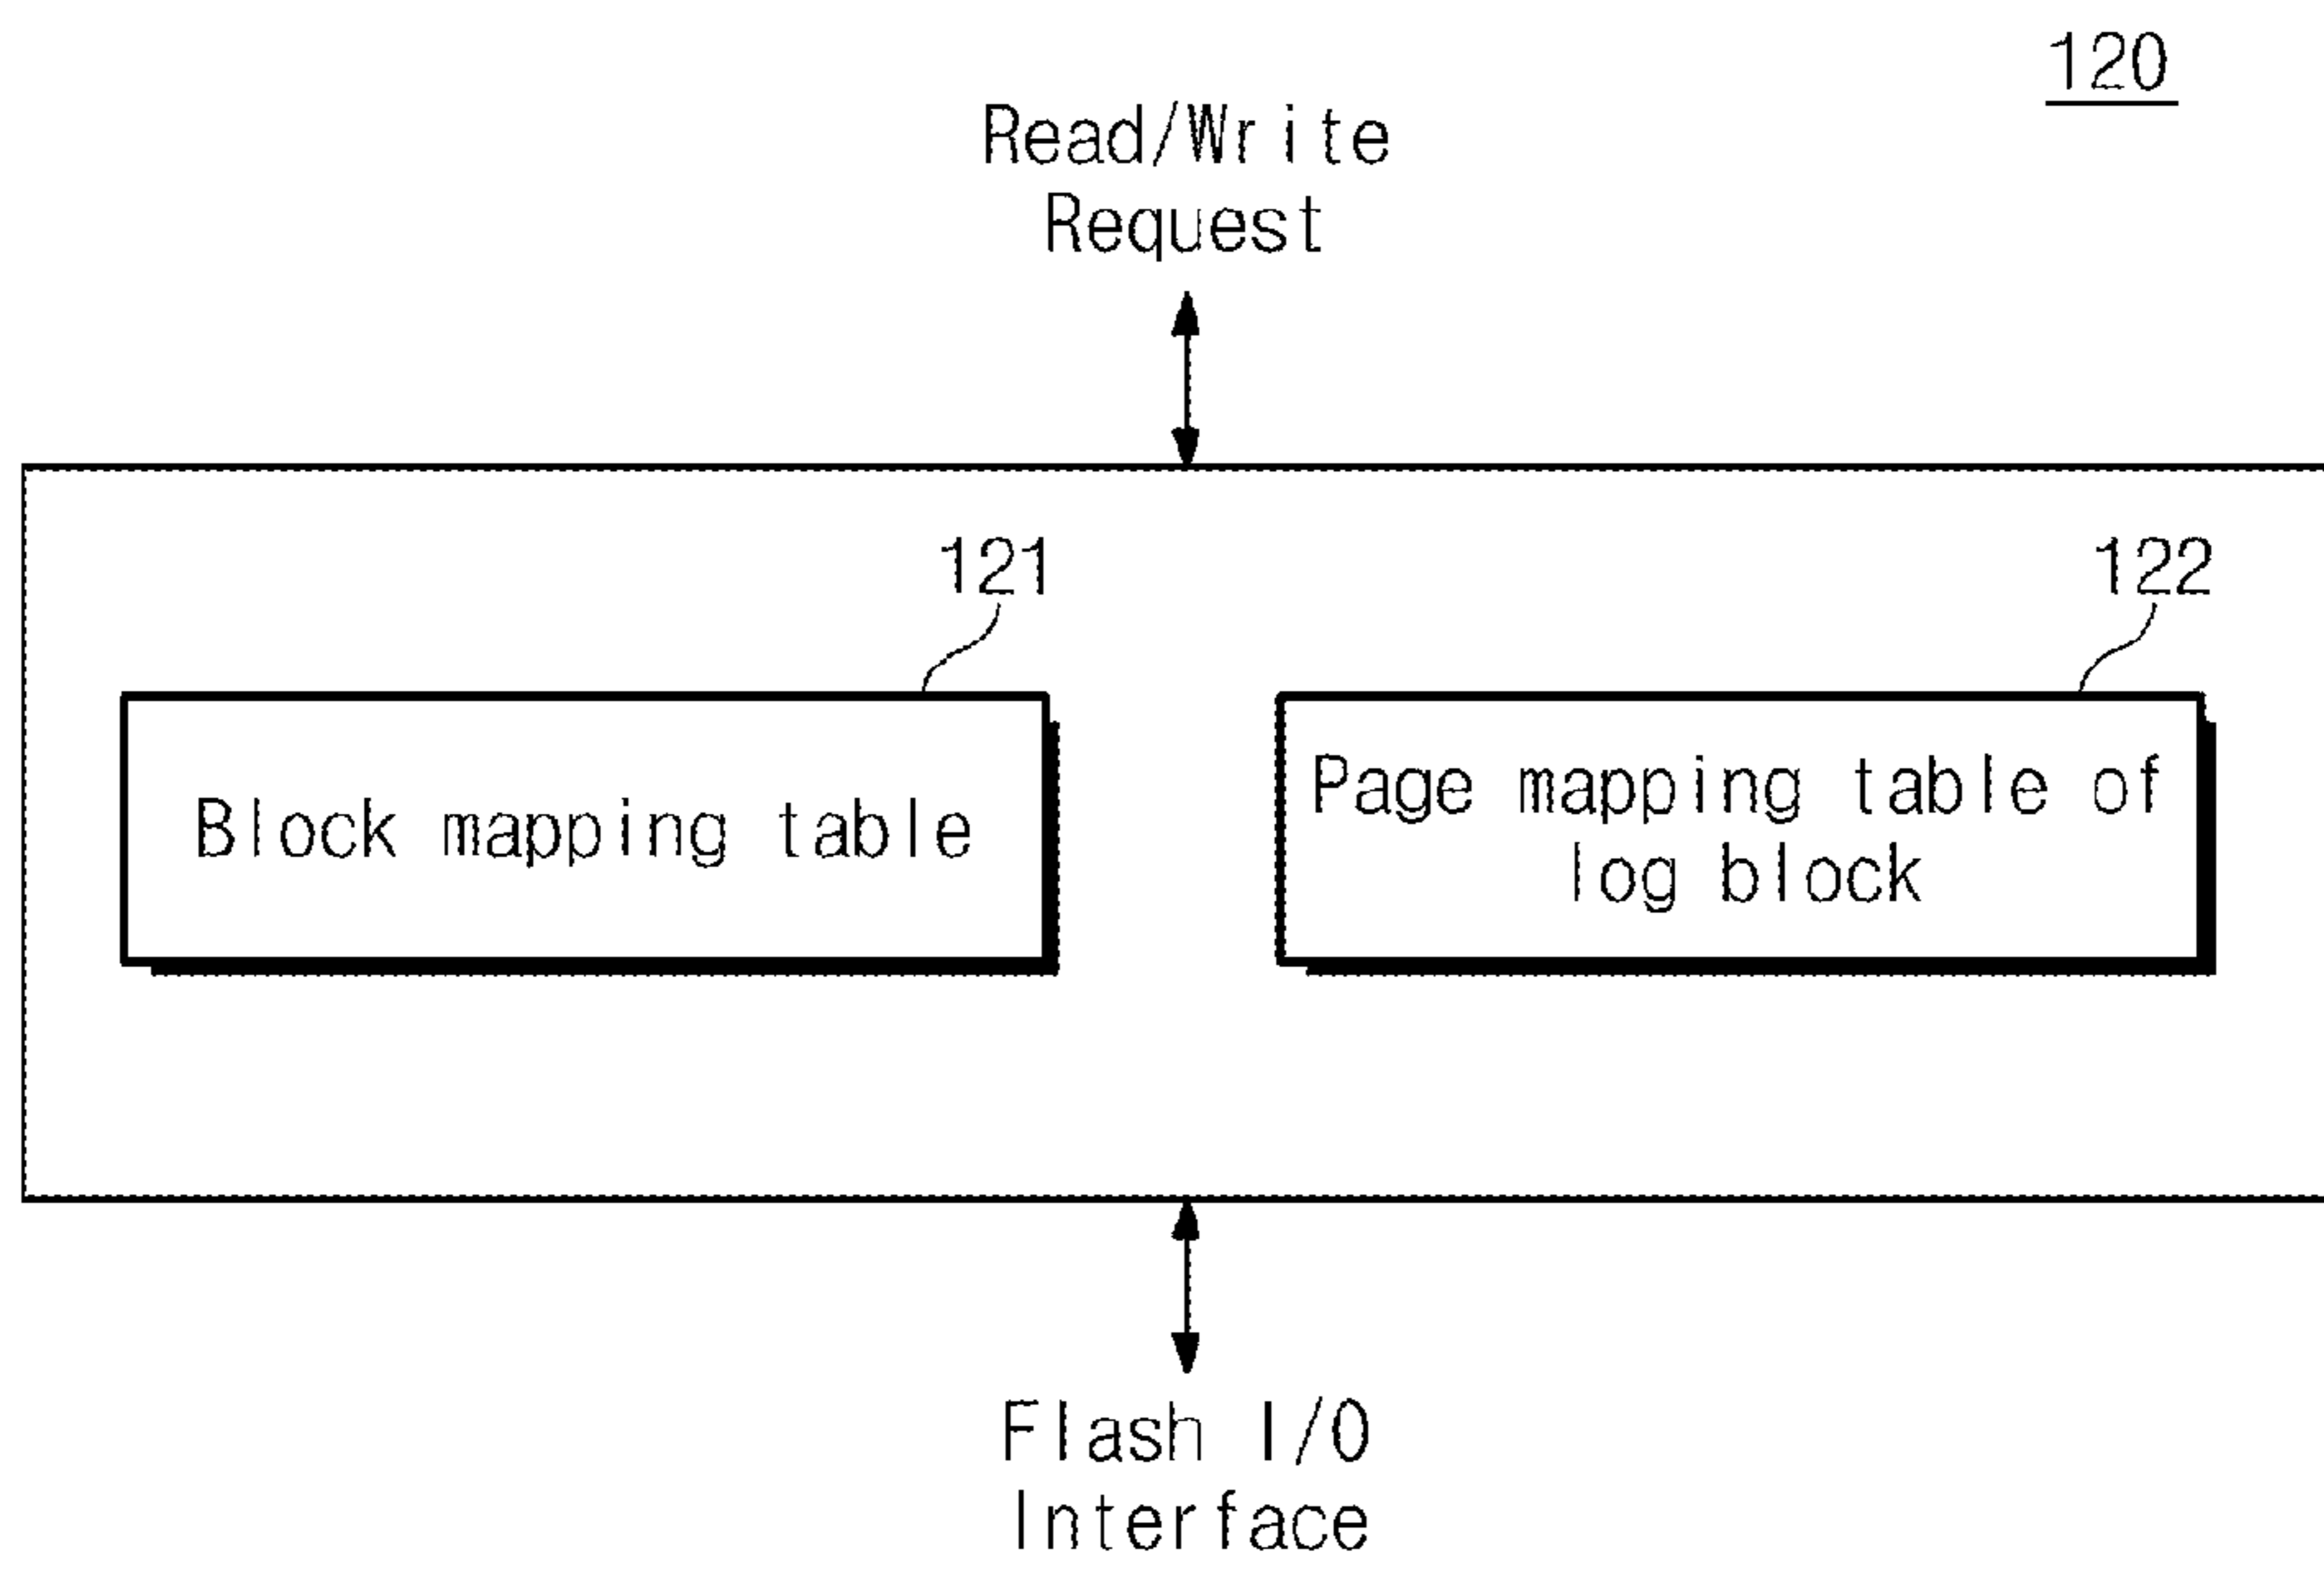 120
Read/Write
Request
121
122
Block mapping table
Page mapping table of
log block
Flash I/O
Interface